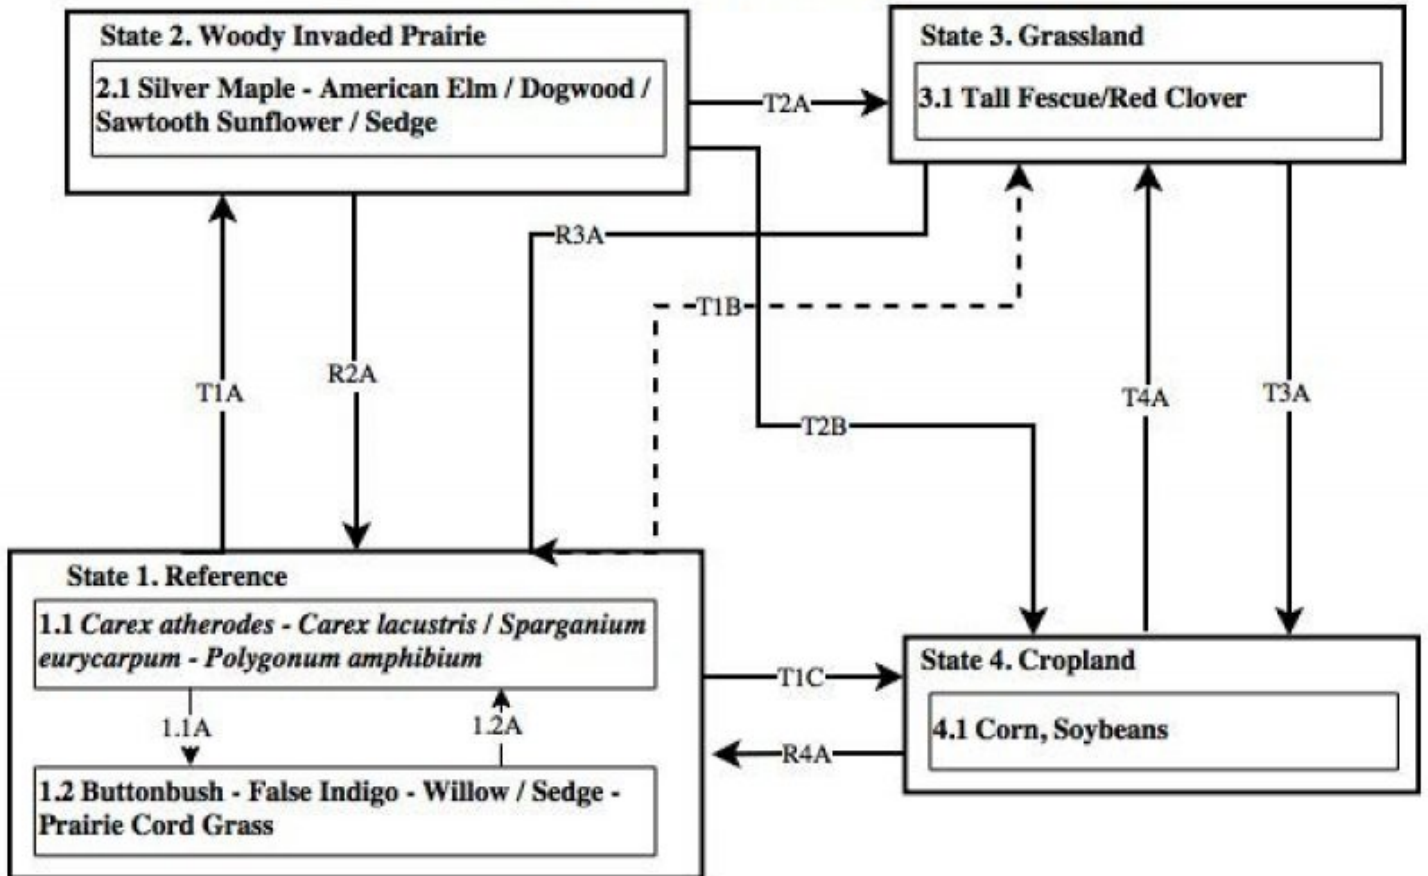 State 2. Woody Invaded Prairie
2.1 Silver Maple - American Elm / Dogwood /
Sawtooth Sunflower / Sedge
State 3. Grassland
3.1 Tall Fescue/Red Clover
T2A
R3A
T1B
T1A
R2A
T2B
T4A
T3A
State 1. Reference
1.1 Carex atherodes - Carex lacustris / Sparganium
eurycarpum - Polygonum amphibium
1.1A
1.2A
1.2 Buttonbush - False Indigo - Willow / Sedge -
Prairie Cord Grass
T1C
R4A
State 4. Cropland
4.1 Corn, Soybeans